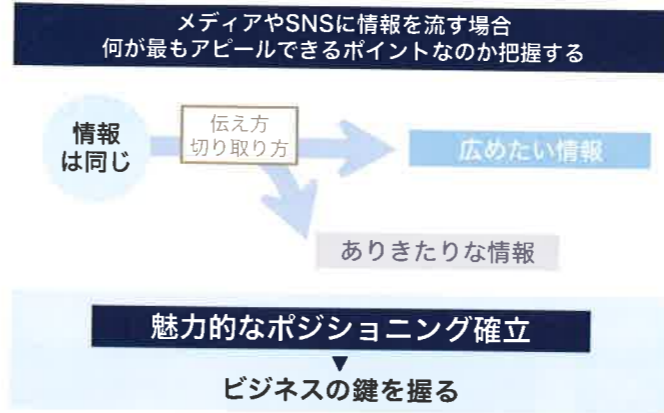 メディアやSNSに情報を流す場合
何が最もアピールできるポイントなのか把握する
情報
は同じ
伝え方
切り取り方
広めたい情報
ありきたりな情報
魅力的なポジショニング確立
▼
ビジネスの鍵を握る